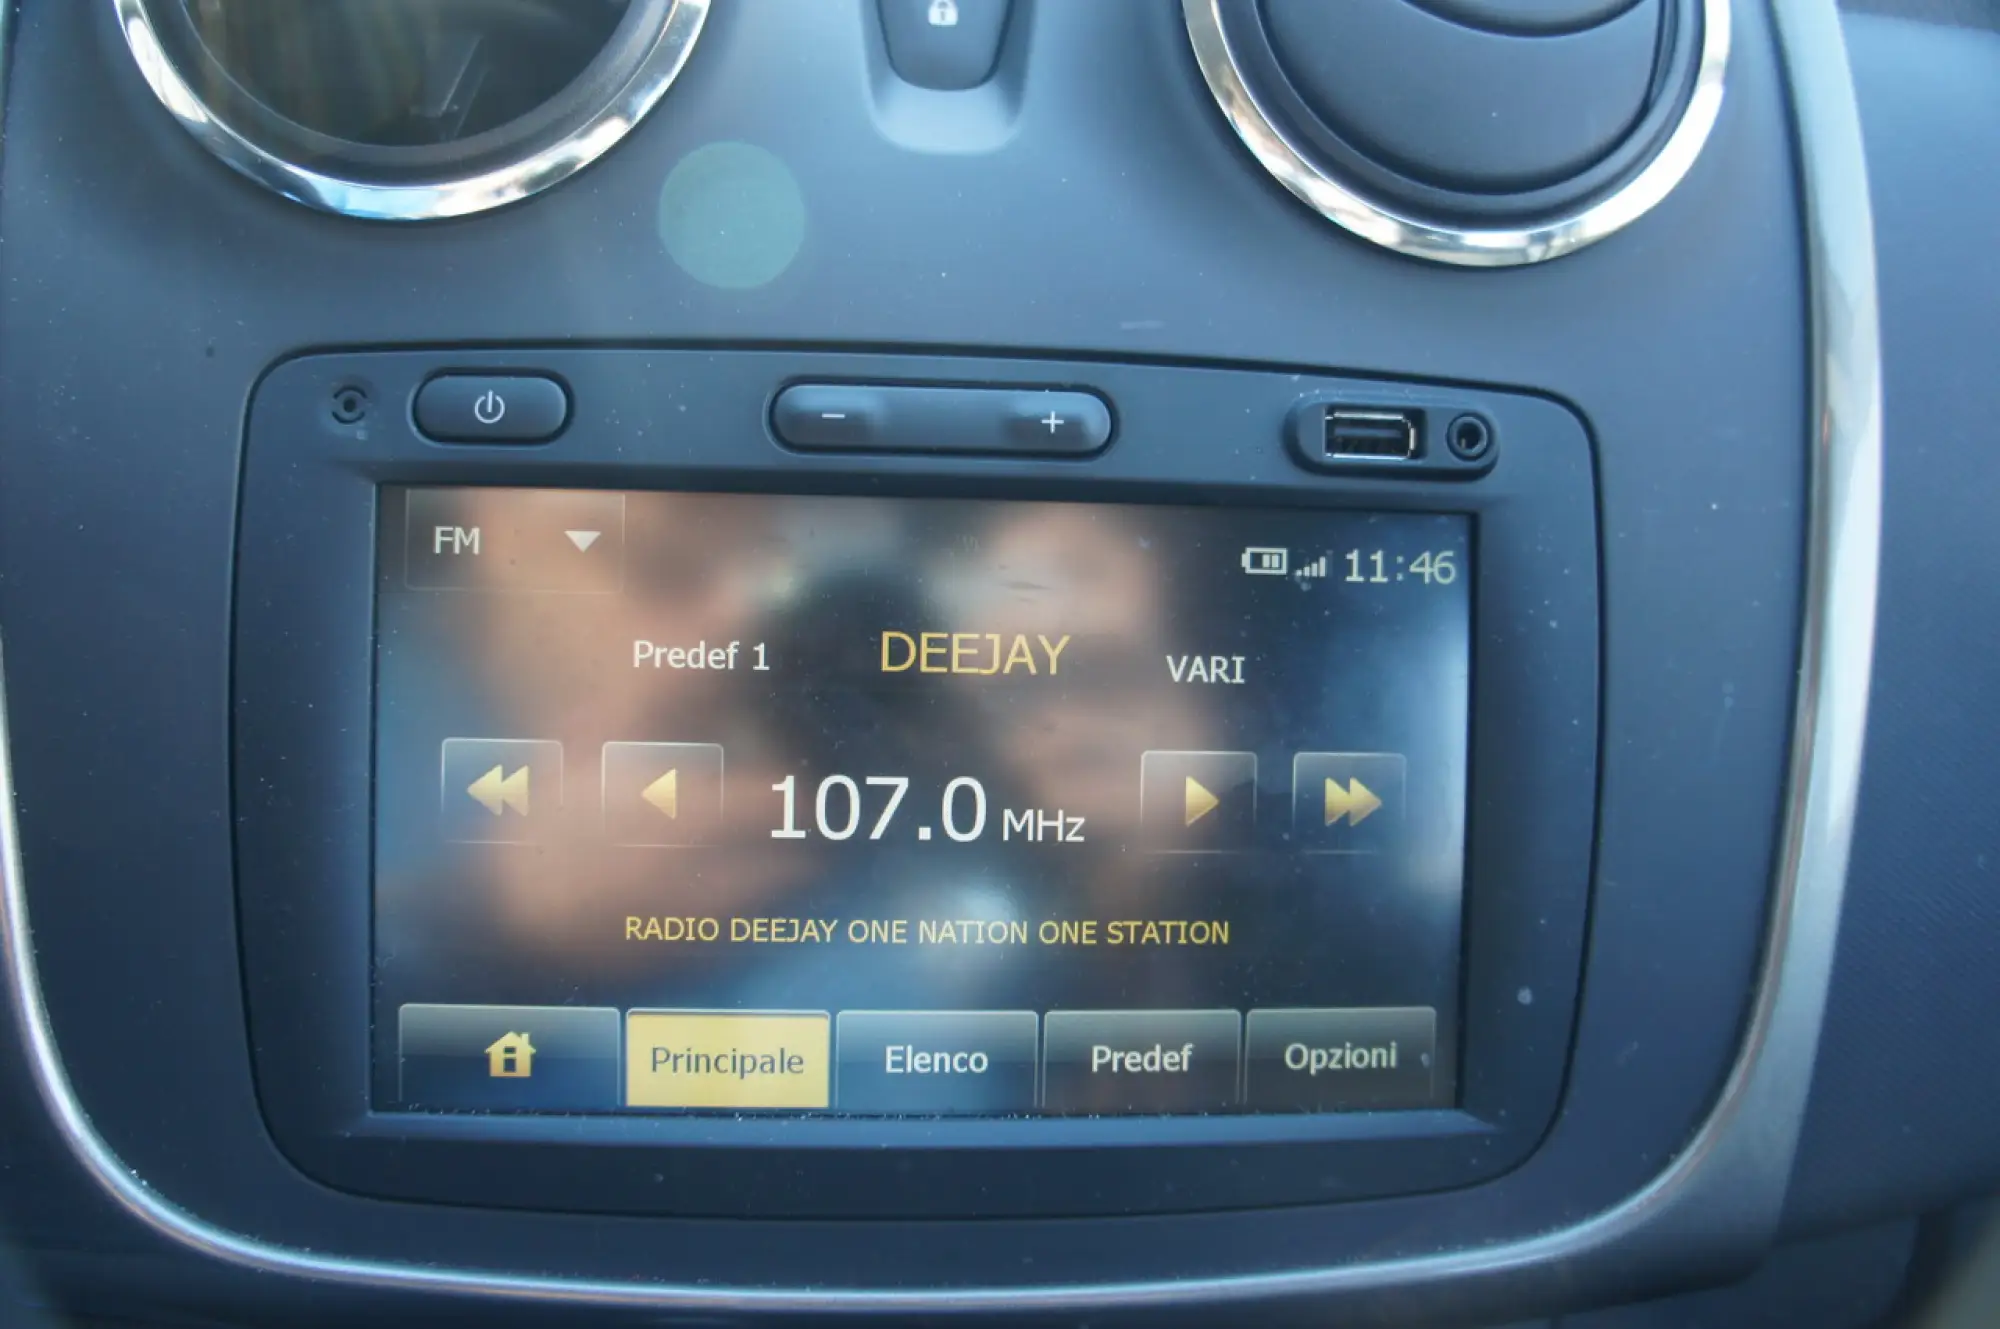 FM
11:46
Predef 1
DEEJAY
VARI
107.0 MHz
RADIO DEEJAY ONE NATION ONE STATION
Principale
Elenco
Predef
Opzioni